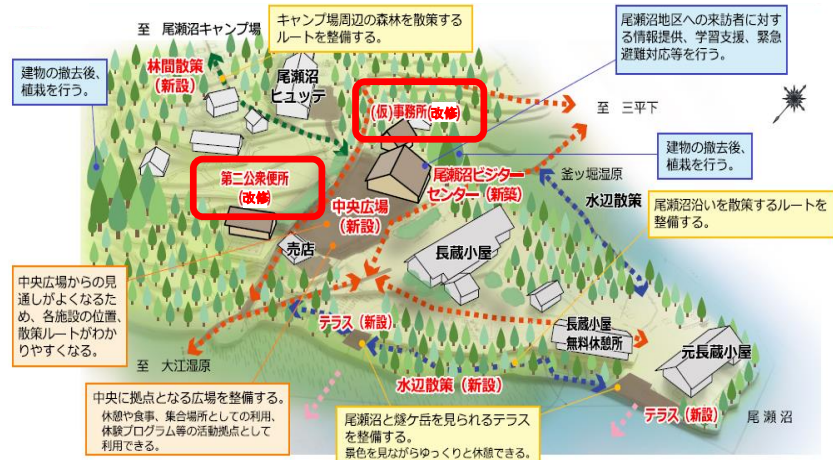 至 尾瀬沼キャンプ場
キャンプ場周辺の森林を散策する
ルートを整備する。
尾瀬沼地区への来訪者に対す
る情報提供、学習支援、緊急
避難対応等を行う。
建物の撤去後、
植栽を行う。
林間散策
(新設)
尾瀬沼
ヒュッテ
(仮)事務所(改修)
至 三平下
第二公衆便所
(改修)
尾瀬沼ビジター
センター(新築)
建物の撤去後、
植栽を行う。
釜ッ堀湿原
水辺散策
中央広場
(新設)
尾瀬沼沿いを散策するルートを
整備する。
売店
長蔵小屋
中央広場からの見
通しがよくなるため
、各施設の位置、
散策ルートがわか
りやすくなる。
テラス(新設)
長蔵小屋
無料休憩所
元長蔵小屋
至 大江湿原
水辺散策(新設)
中央に拠点となる広場を整備する。
休憩や食事、集合場所としての利用、
体験プログラム等の活動拠点として
利用できる。
尾瀬沼と燧ケ岳を見られるテラス
を整備する。
景色を見ながらゆっくりと休憩できる。
テラス(新設)
尾瀬沼